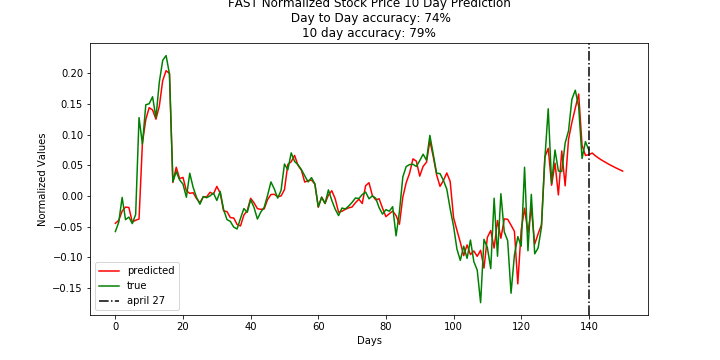 FAST Normalized Stock Price 10 Day Prediction
Day to Day accuracy: 74%
10 day accuracy: 79%
Normalized Values
0.20
0.15
0.10
0.05
0.00
−0.05
−0.10
−0.15
predicted
true
april 27
0
20
40
60
80
100
120
140
Days